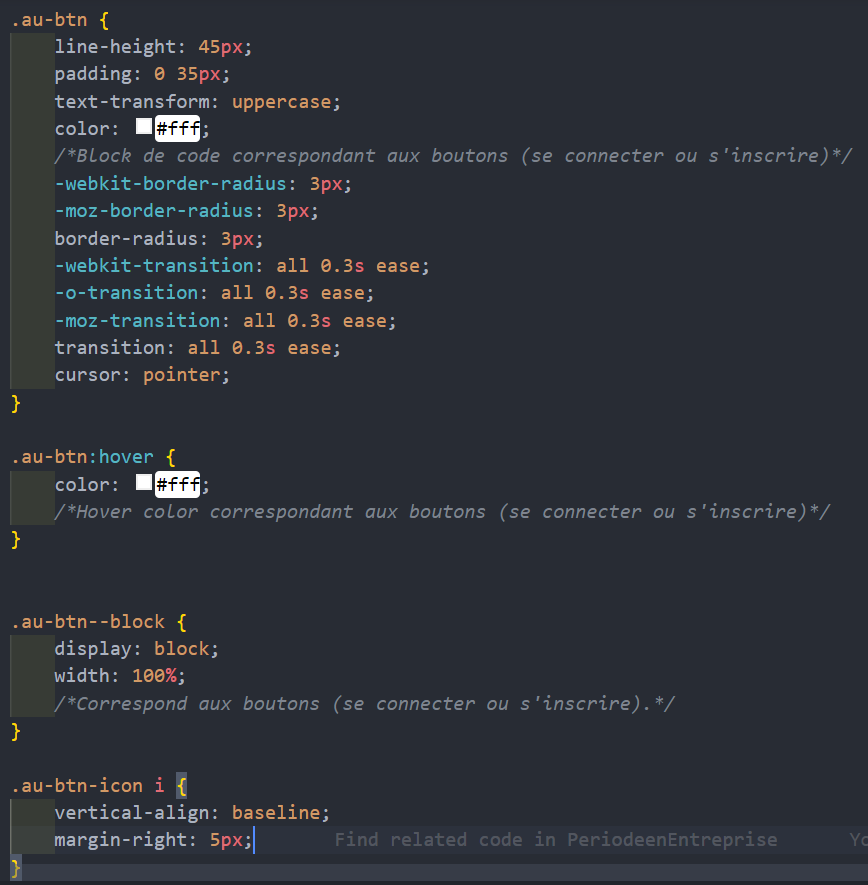 .au-btn {
    line-height: 45px;
    padding: 0 35px;
    text-transform: uppercase;
    color: #fff;
    /*Block de code correspondant aux boutons (se connecter ou s'inscrire)*/
    -webkit-border-radius: 3px;
    -moz-border-radius: 3px;
    border-radius: 3px;
    -webkit-transition: all 0.3s ease;
    -o-transition: all 0.3s ease;
    -moz-transition: all 0.3s ease;
    transition: all 0.3s ease;
    cursor: pointer;
}
.au-btn:hover {
    color: #fff;
    /*Hover color correspondant aux boutons (se connecter ou s'inscrire)*/
}
.au-btn--block {
    display: block;
    width: 100%;
    /*Correspond aux boutons (se connecter ou s'inscrire).*/
}
.au-btn-icon i {
    vertical-align: baseline;
    margin-right: 5px; Find related code in PeriodeenEntreprise
}